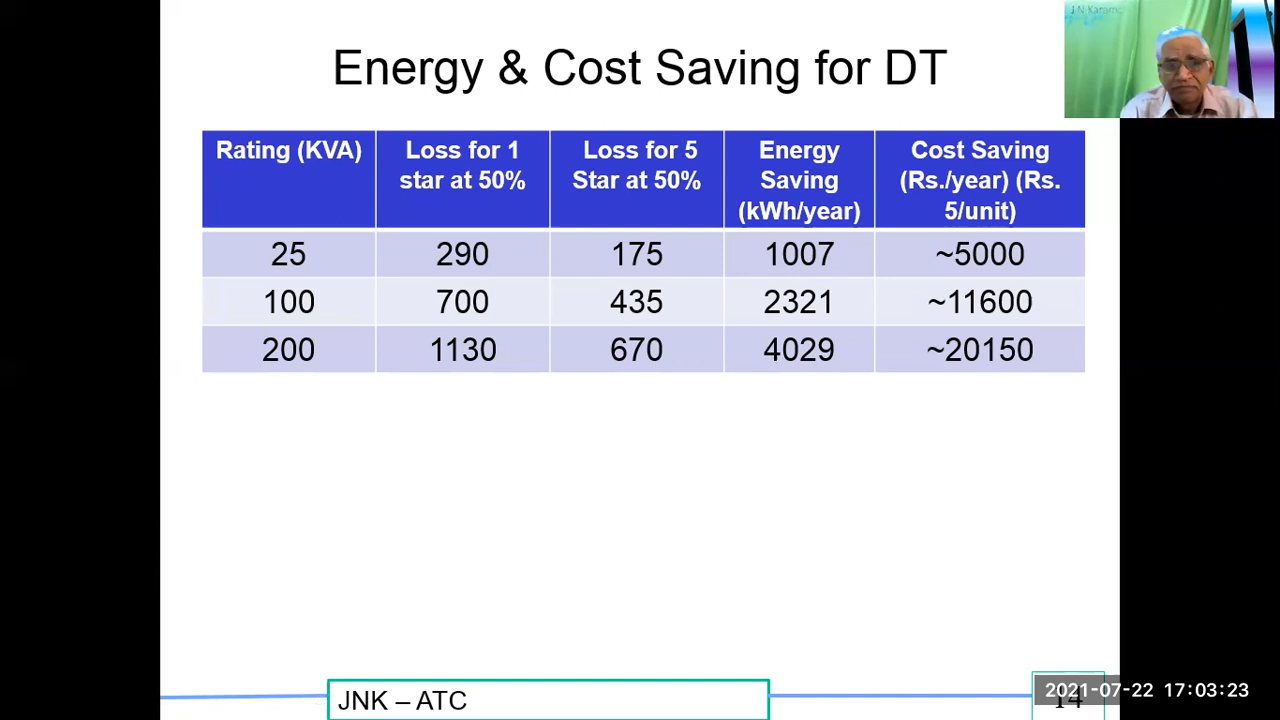 J N Karamc
Energy & Cost Saving for DT
Rating (KVA) Loss for 1 star at 50% Loss for 5 Star at 50% Energy Saving (kWh/year) Cost Saving (Rs./year) (Rs. 5/unit)
25 290 175 1007 ~5000
100 700 435 2321 ~11600
200 1130 670 4029 ~20150
JNK – ATC
14
2021-07-22 17:03:23